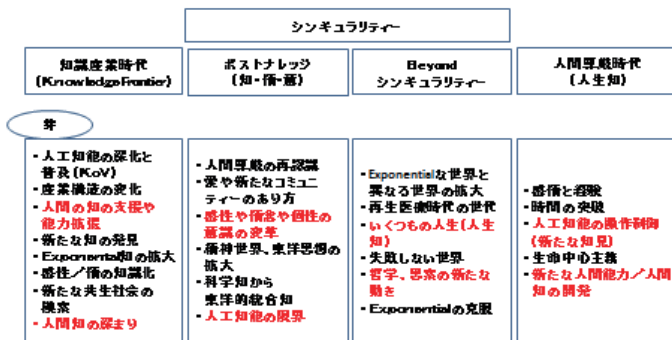 シンギュラリティー
知識産業時代
(KnowledgeFrontier)
ポストナレッジ
(知・情・意)
Beyond
シンギュラリティー
人間尊厳時代
(人生知)
芽
・人工知能の深化と
普及(KoV)
・産業構造の変化
・人間の知の支援や
能力拡張
・新たな知の発見
・Exponential知の拡大
・感性/情の知識化
・新たな共生社会の
模索
・人間知の深まり
・人間尊厳の再認識
・愛や新たなコミュニ
ティーのあり方
・感性や情念や個性の
意識の変革
・精神世界、東洋思想の
拡大
・科学知から
東洋的統合知
・人工知能の限界
・Exponentialな世界と
異なる世界の拡大
・再生医療時代の世代
・いくつもの人生(人生
知)
・失敗しない世界
・哲学、思索の新たな
動き
・Exponentialの克服
・感情と経験
・時間の突破
・人工知能の操作制御
(新たな知見)
・生命中心主義
・新たな人間能力/人間
知の開発